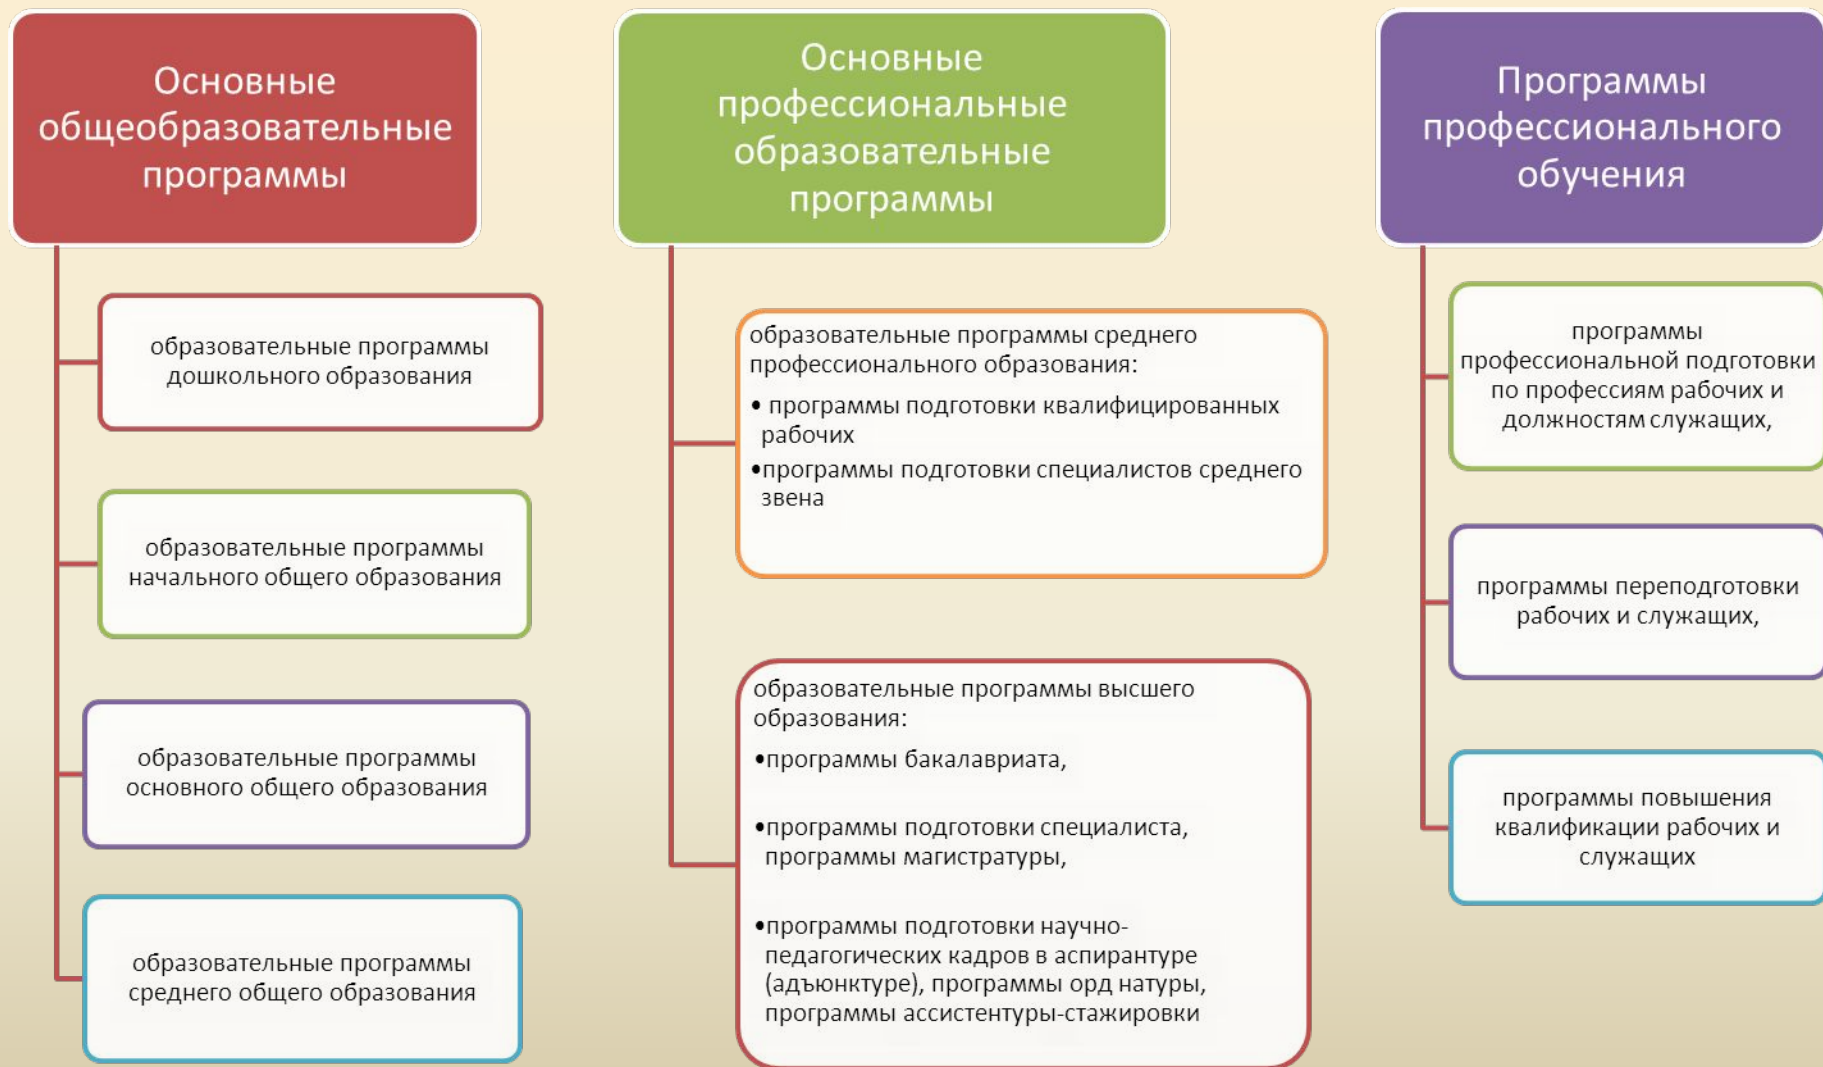 Основные
общеобразовательные
программы
образовательные программы
дошкольного образования
образовательные программы
начального общего образования
образовательные программы
основного общего образования
образовательные программы
среднего общего образования
Основные
профессиональные
образовательные
программы
образовательные программы среднего
профессионального образования:
• программы подготовки квалифицированных
рабочих
•программы подготовки специалистов среднего
звена
образовательные программы высшего
образования:
•программы бакалавриата,
•программы подготовки специалиста,
программы магистратуры,
•программы подготовки научно-
педагогических кадров в аспирантуре
(адъюнктуре), программы орд натуры,
программы ассистентуры-стажировки
Программы
профессионального
обучения
программы
профессиональной подготовки
по профессиям рабочих и
должностям служащих,
программы переподготовки
рабочих и служащих,
программы повышения
квалификации рабочих и
служащих